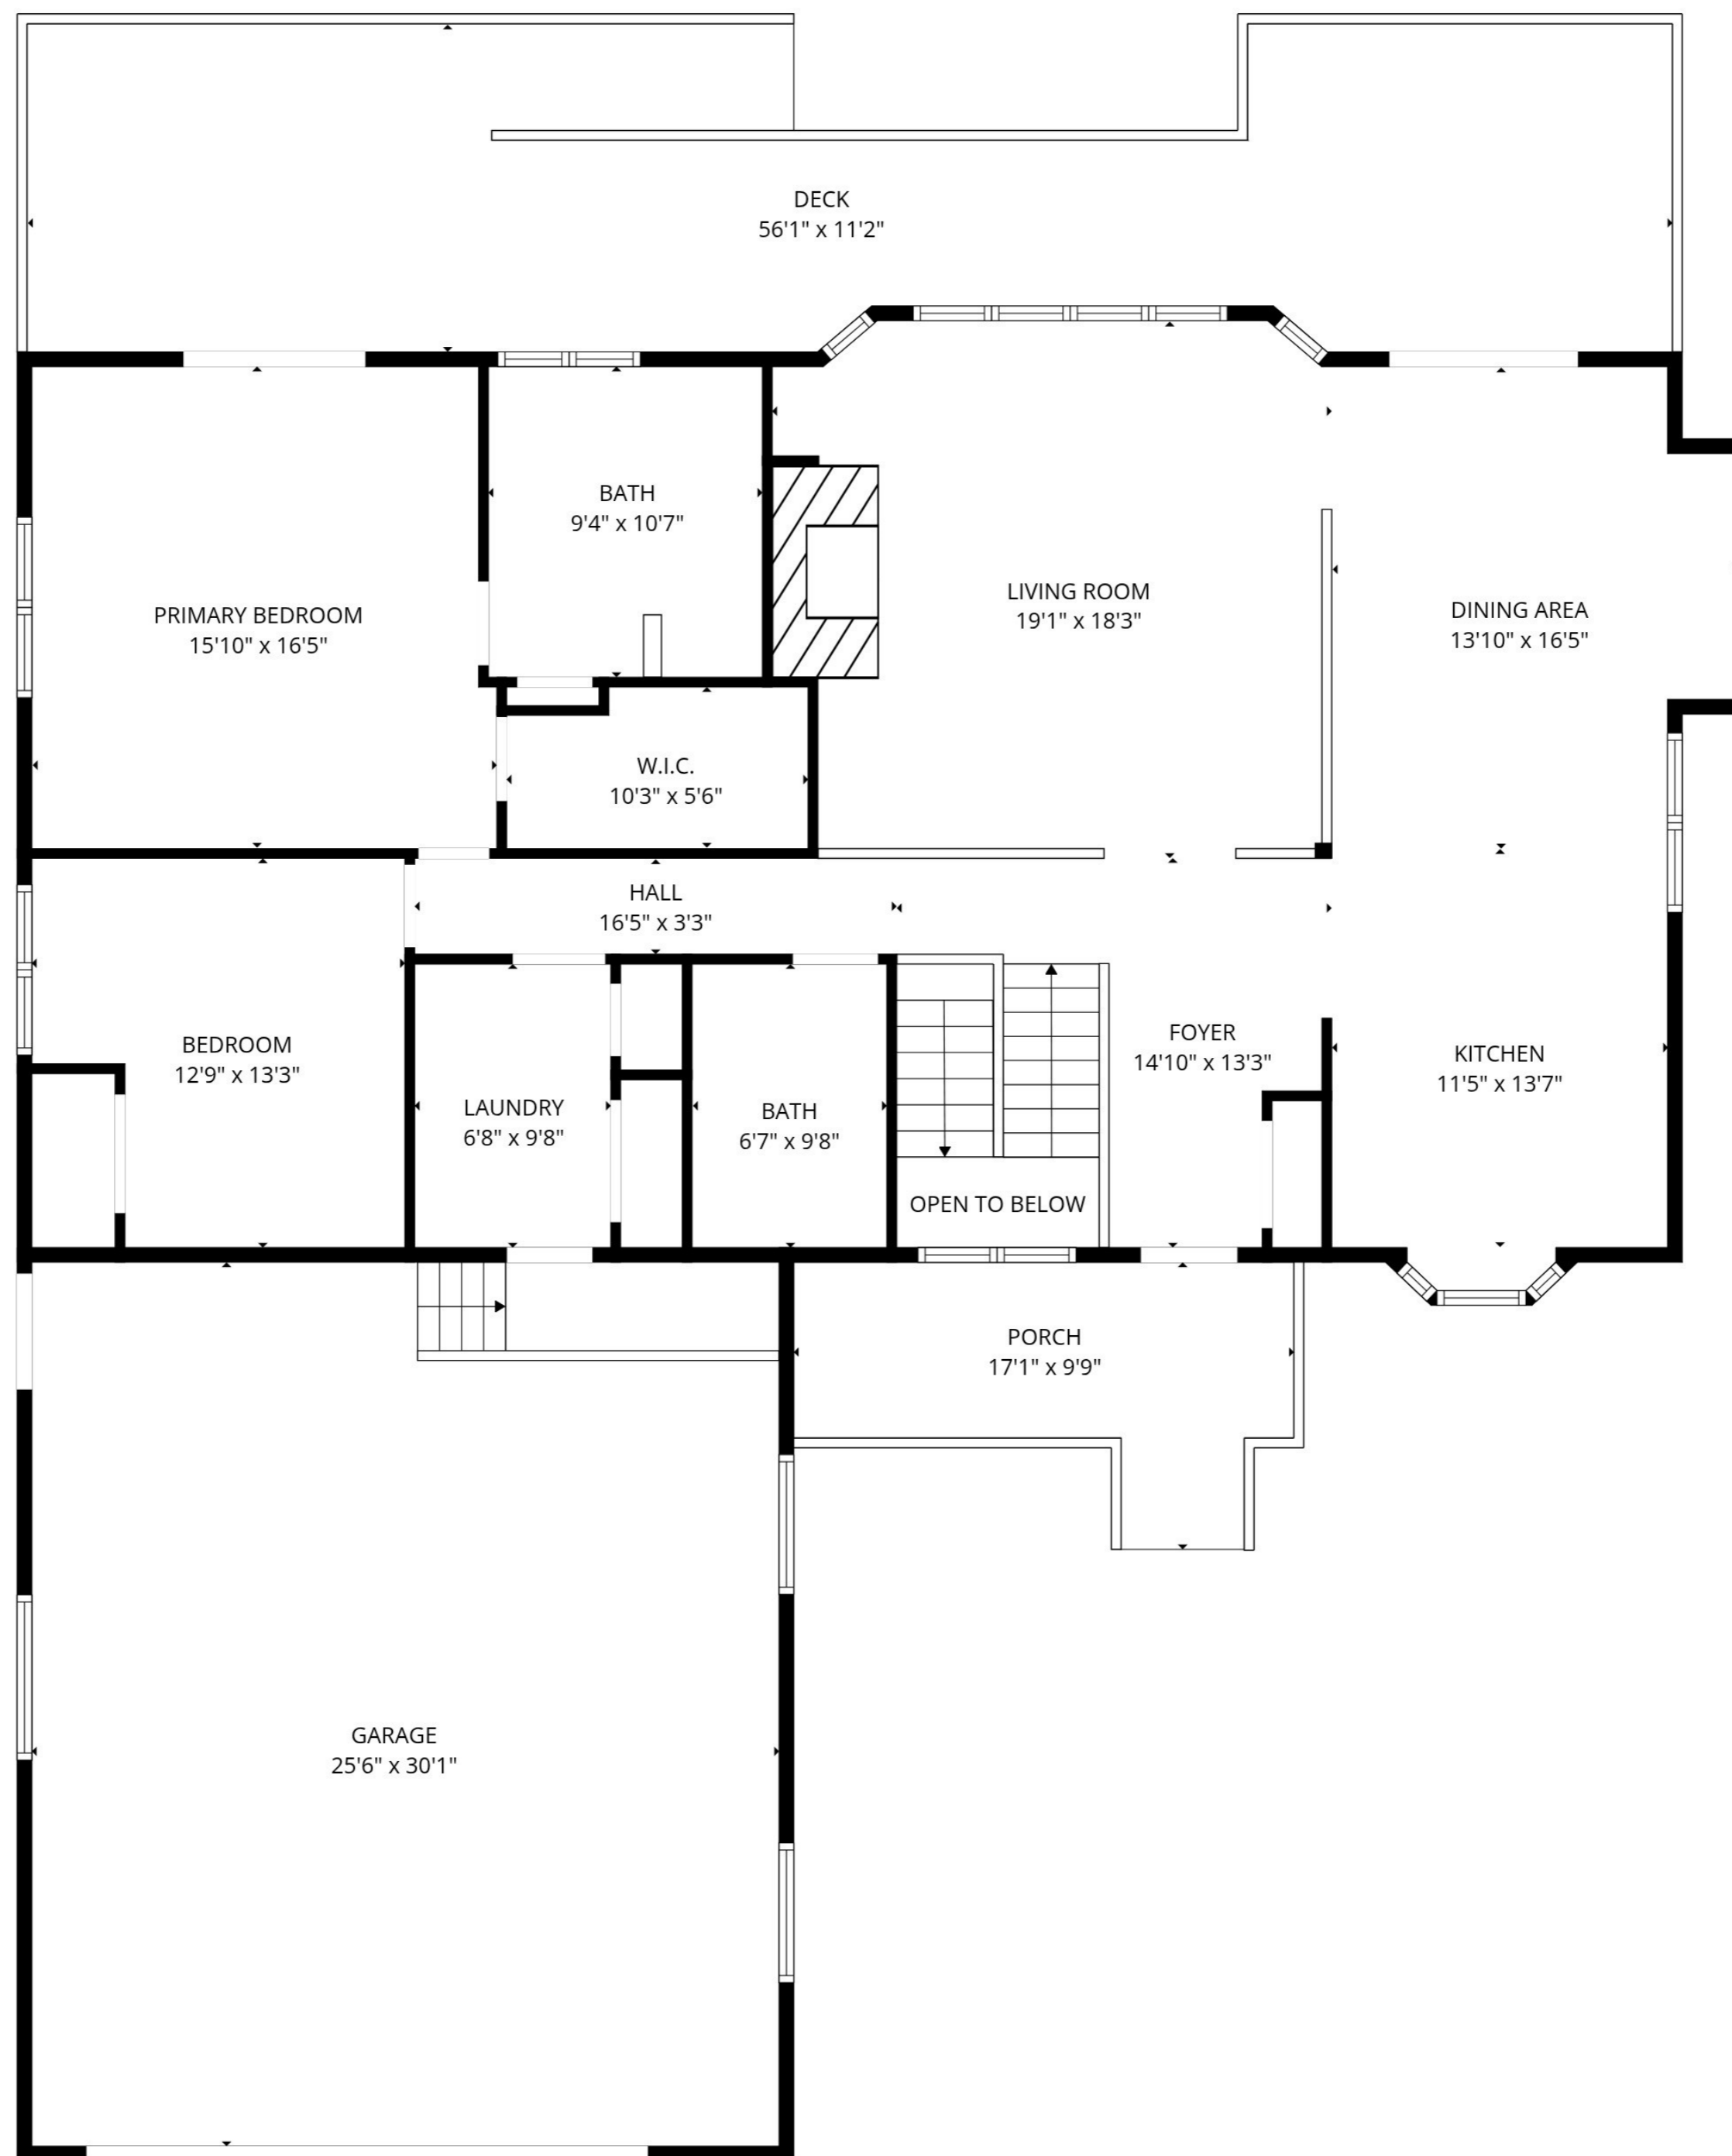 DECK
56'1" x 11'2"
BATH
9'4" x 10'7"
LIVING ROOM
19'1" x 18'3"
DINING AREA
13'10" x 16'5"
PRIMARY BEDROOM
15'10" x 16'5"
W.I.C.
10'3" x 5'6"
HALL
16'5" x 3'3"
BEDROOM
12'9" x 13'3"
LAUNDRY
6'8" x 9'8"
BATH
6'7" x 9'8"
FOYER
14'10" x 13'3"
KITCHEN
11'5" x 13'7"
OPEN TO BELOW
PORCH
17'1" x 9'9"
GARAGE
25'6" x 30'1"